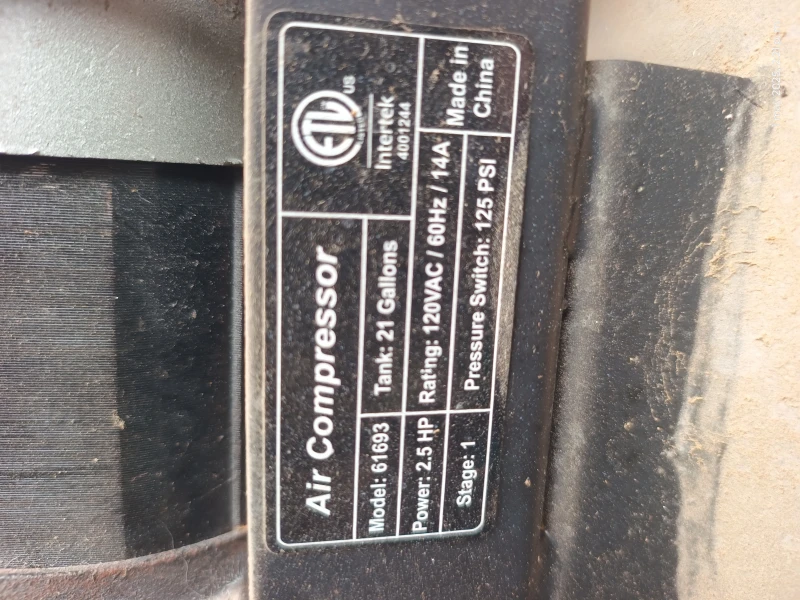 Air Compressor
ETL
US
Intertek
4001244
Model: 61693
Tank: 21 Gallons
Power: 2.5 HP
Rating: 120VAC / 60Hz / 14A
Made in
China
Stage: 1
Pressure Switch: 125 PSI